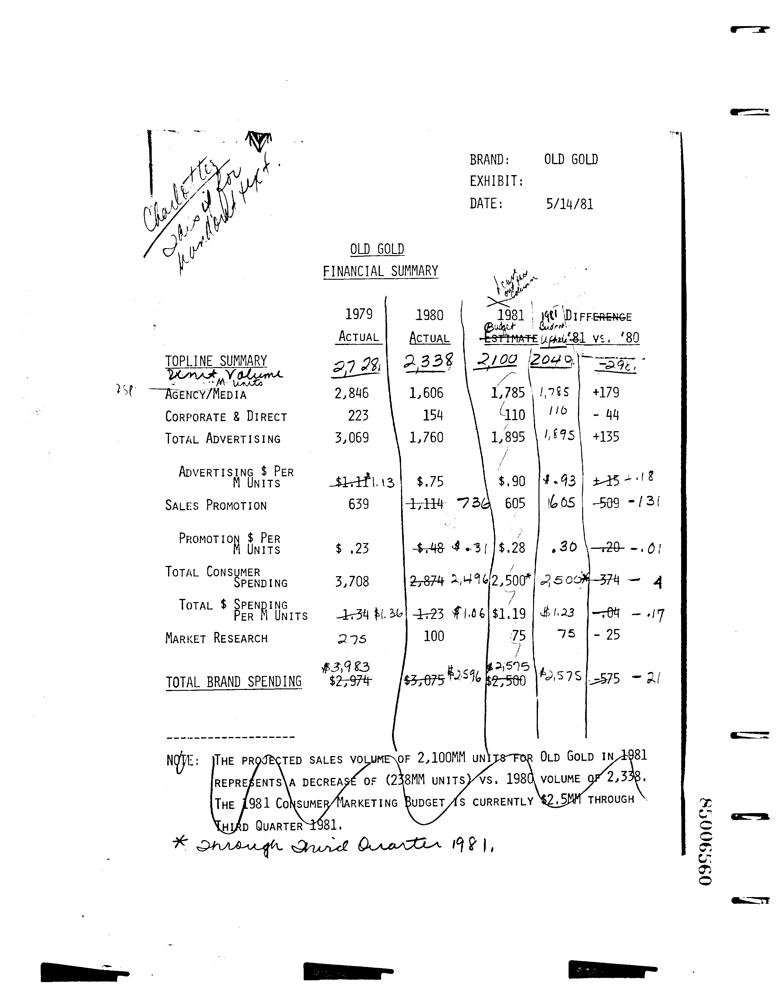 BRAND: OLD GOLD
EXHIBIT:
DATE: 5/14/81
Charlotte,
This is for
handout text.
OLD GOLD
FINANCIAL SUMMARY
1979 1980 1981 1981 DIFFERENCE
ACTUAL ACTUAL Budget ESTIMATE '81 VS. '80
TOPLINE SUMMARY 2,728 2,338 2,100 2040
Unit Volume
M units
AGENCY/MEDIA 2,846 1,606 1,785 1,785 +179
CORPORATE & DIRECT 223 154 110 110 - 44
TOTAL ADVERTISING 3,069 1,760 1,895 1,895 +135
ADVERTISING $ PER
M UNITS $1.11 1.13 $.75 $.90 $.93 +.15 +.18
SALES PROMOTION 639 1,114 736 605 605 -509 -131
PROMOTION $ PER
M UNITS $ .23 $.48 $.31 $.28 .30 -.20 -.01
TOTAL CONSUMER
SPENDING 3,708 2,874 2,496 2,500* 2,500* -374 - 4
TOTAL $ SPENDING
PER M UNITS 1.34 $1.36 1.23 $1.06 $1.19 $1.23 -.04 - .17
MARKET RESEARCH 275 100 75 75 - 25
$3,983 $2,575
TOTAL BRAND SPENDING $2,974 $3,075 $2,596 $2,500 $2,575 -575 - 21
NOTE: THE PROJECTED SALES VOLUME OF 2,100MM UNITS FOR OLD GOLD IN 1981
REPRESENTS A DECREASE OF (238MM UNITS) VS. 1980 VOLUME OF 2,338.
THE 1981 CONSUMER MARKETING BUDGET IS CURRENTLY $2.5MM THROUGH
THIRD QUARTER 1981.
* Through Third Quarter 1981.
85006560